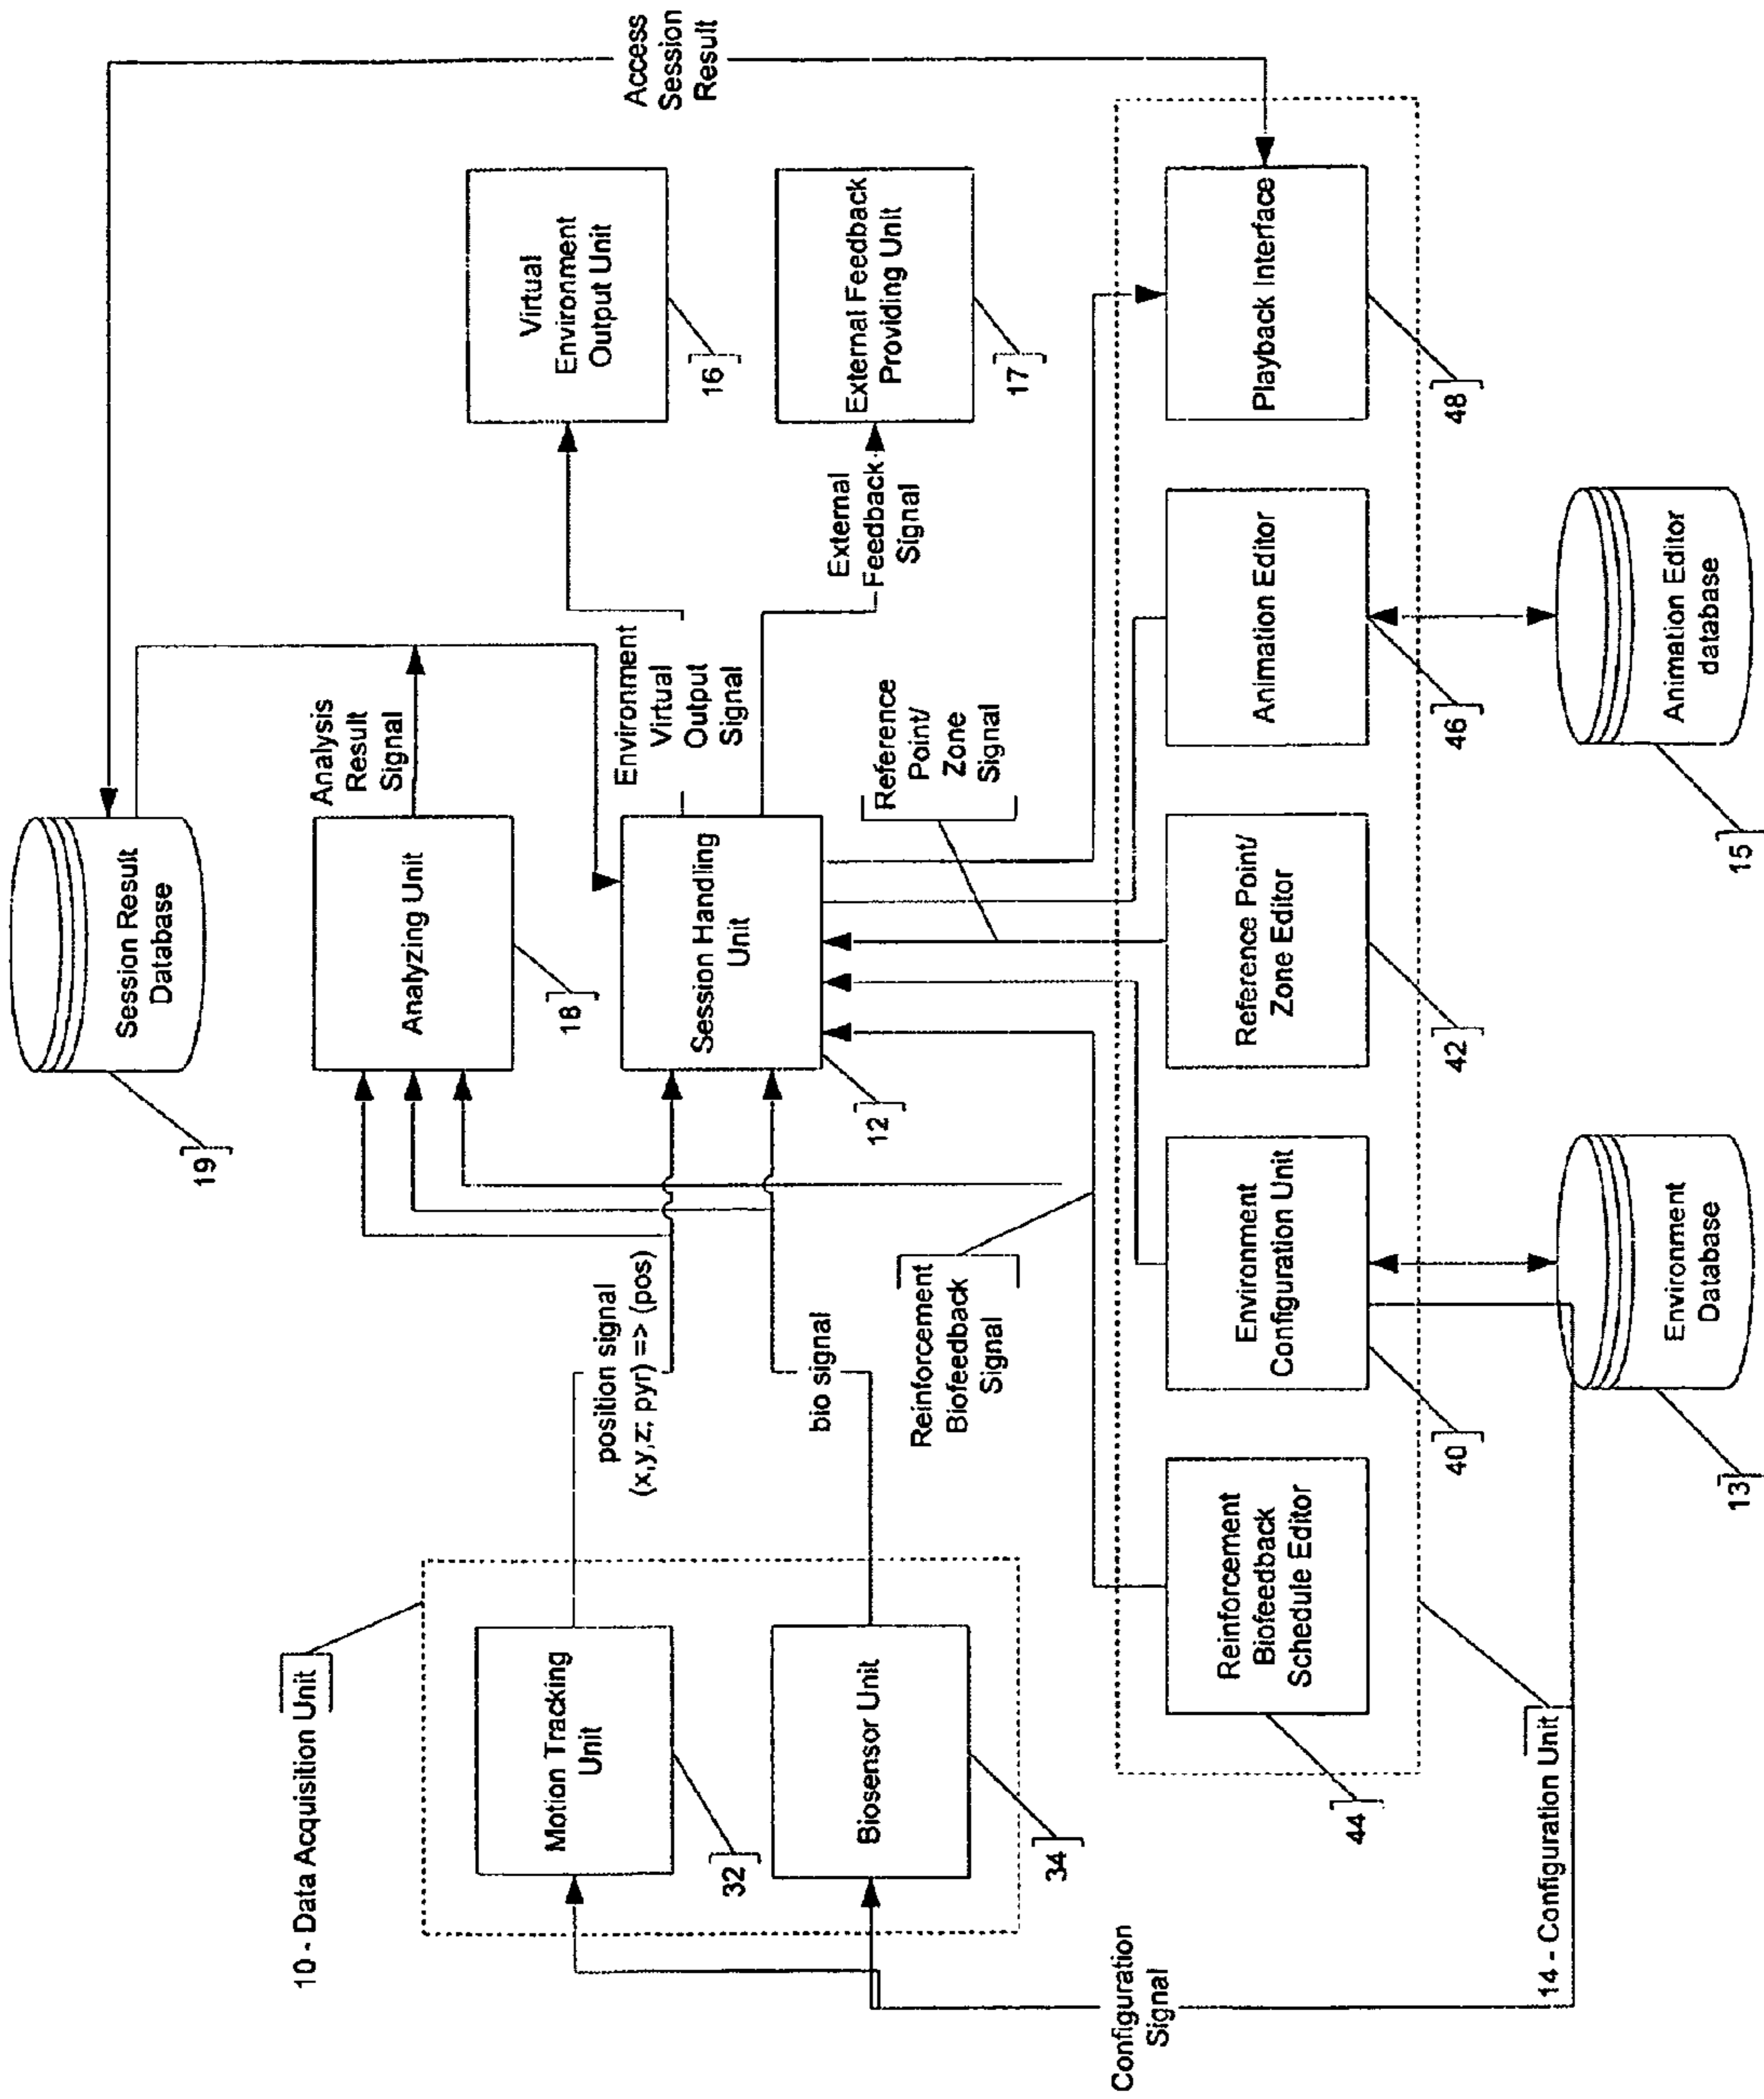 10 - Data Acquisition Unit
Motion Tracking
Unit
32
Biosensor Unit
34
Configuration
Signal
position signal
(x,y,z; pyr) => (pos)
bio signal
Session Result
Database
19
Analyzing Unit
18
Analysis
Result
Signal
Session Handling
Unit
12
Environment
Virtual
Output
Signal
Virtual
Environment
Output Unit
16
External
Feedback
Signal
External Feedback
Providing Unit
17
Access
Session
Result
Reinforcement
Biofeedback
Signal
Reference
Point/
Zone
Signal
Reinforcement
Biofeedback
Schedule Editor
44
Environment
Configuration Unit
40
Reference Point/
Zone Editor
42
Animation Editor
46
Playback Interface
48
14 - Configuration Unit
Environment
Database
13
Animation Editor
database
15